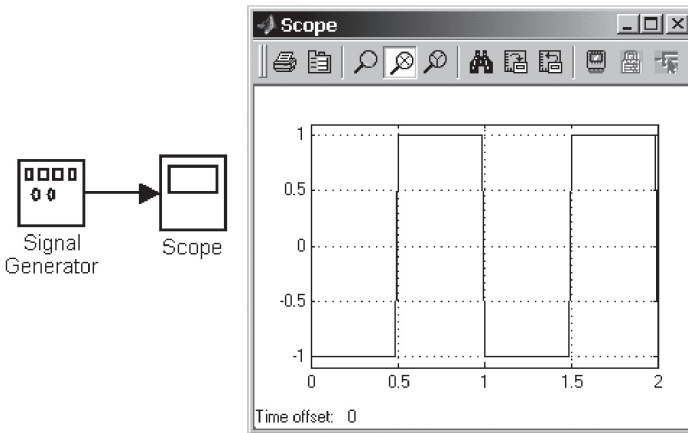 Scope
1
0.5
0
-0.5
-1
0 0.5 1 1.5 2
Time offset: 0
Signal
Generator
Scope